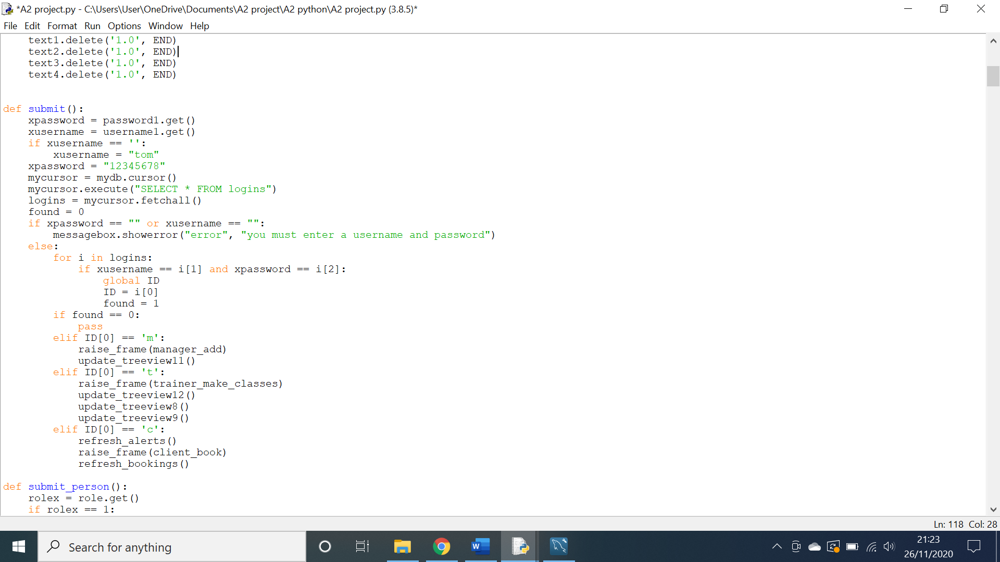 *A2 project.py - C:\Users\User\OneDrive\Documents\A2 project\A2 python\A2 project.py (3.8.5)*
File Edit Format Run Options Window Help
    text1.delete('1.0', END)
    text2.delete('1.0', END)
    text3.delete('1.0', END)
    text4.delete('1.0', END)
def submit():
    xpassword = password1.get()
    xusername = username1.get()
    if xusername == '':
        xusername = "tom"
    xpassword = "12345678"
    mycursor = mydb.cursor()
    mycursor.execute("SELECT * FROM logins")
    logins = mycursor.fetchall()
    found = 0
    if xpassword == "" or xusername == "":
        messagebox.showerror("error", "you must enter a username and password")
    else:
        for i in logins:
            if xusername == i[1] and xpassword == i[2]:
                global ID
                ID = i[0]
                found = 1
        if found == 0:
            pass
        elif ID[0] == 'm':
            raise_frame(manager_add)
            update_treeview11()
        elif ID[0] == 't':
            raise_frame(trainer_make_classes)
            update_treeview12()
            update_treeview8()
            update_treeview9()
        elif ID[0] == 'c':
            refresh_alerts()
            raise_frame(client_book)
            refresh_bookings()
def submit_person():
    rolex = role.get()
    if rolex == 1:
Ln: 118 Col: 28
Search for anything
W
21:23
26/11/2020